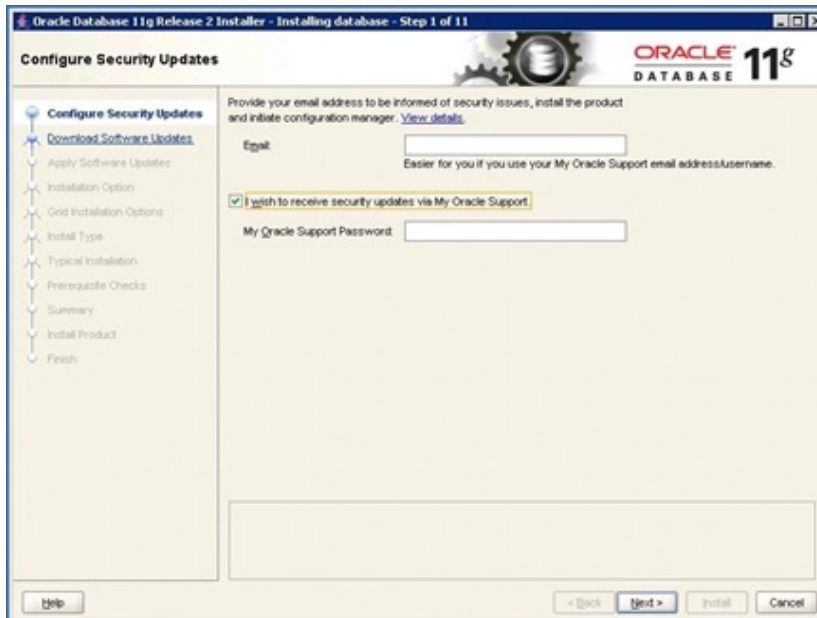 Oracle Database 11g Release 2 Installer - Installing database - Step 1 of 11
Configure Security Updates
ORACLE
DATABASE
11g
Configure Security Updates
Download Software Updates
Apply Software Updates
Installation Option
Grid Installation Options
Install Type
Typical Installation
Prerequisite Checks
Summary
Install Product
Finish
Provide your email address to be informed of security issues, install the product
and initiate configuration manager. View details.
Email:
Easier for you if you use your My Oracle Support email address/username.
I wish to receive security updates via My Oracle Support.
My Oracle Support Password:
Help
< Back
Next >
Install
Cancel